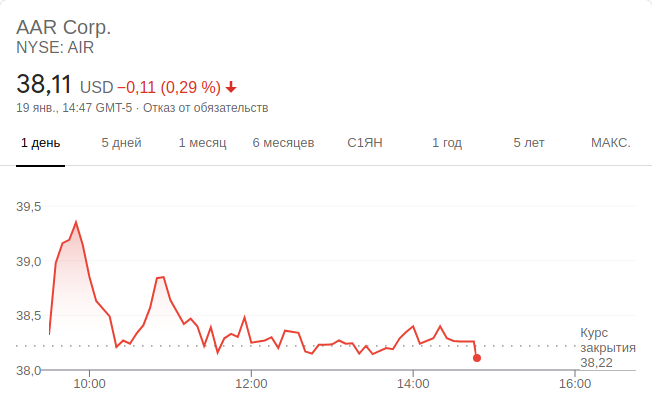 AAR Corp.
NYSE: AIR
38,11 USD −0,11 (0,29 %)
19 янв., 14:47 GMT-5 · Отказ от обязательств
1 день 5 дней 1 месяц 6 месяцев С1ЯН 1 год 5 лет МАКС.
39,5
39,0
38,5
38,0
Курс
закрытия
38,22
10:00 12:00 14:00 16:00